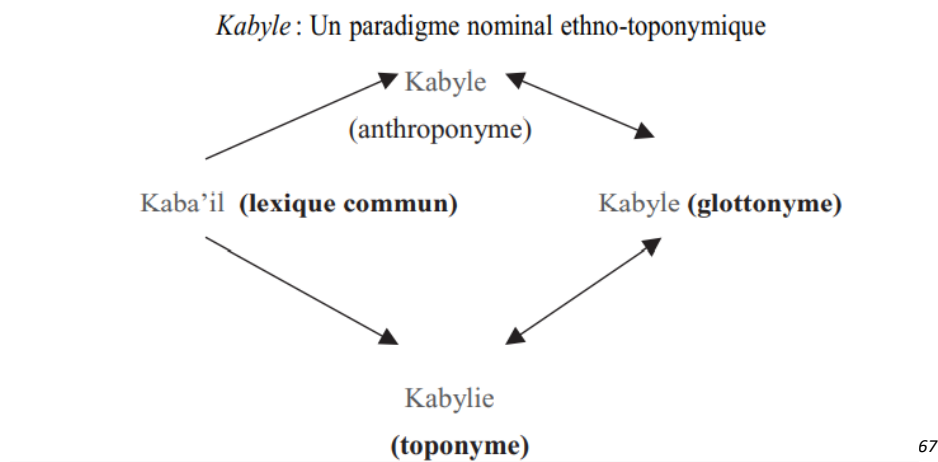 Kabyle : Un paradigme nominal ethno-toponymique
Kabyle
(anthroponyme)
Kaba’il (lexique commun)
Kabyle (glottonyme)
Kabylie
(toponyme)
67